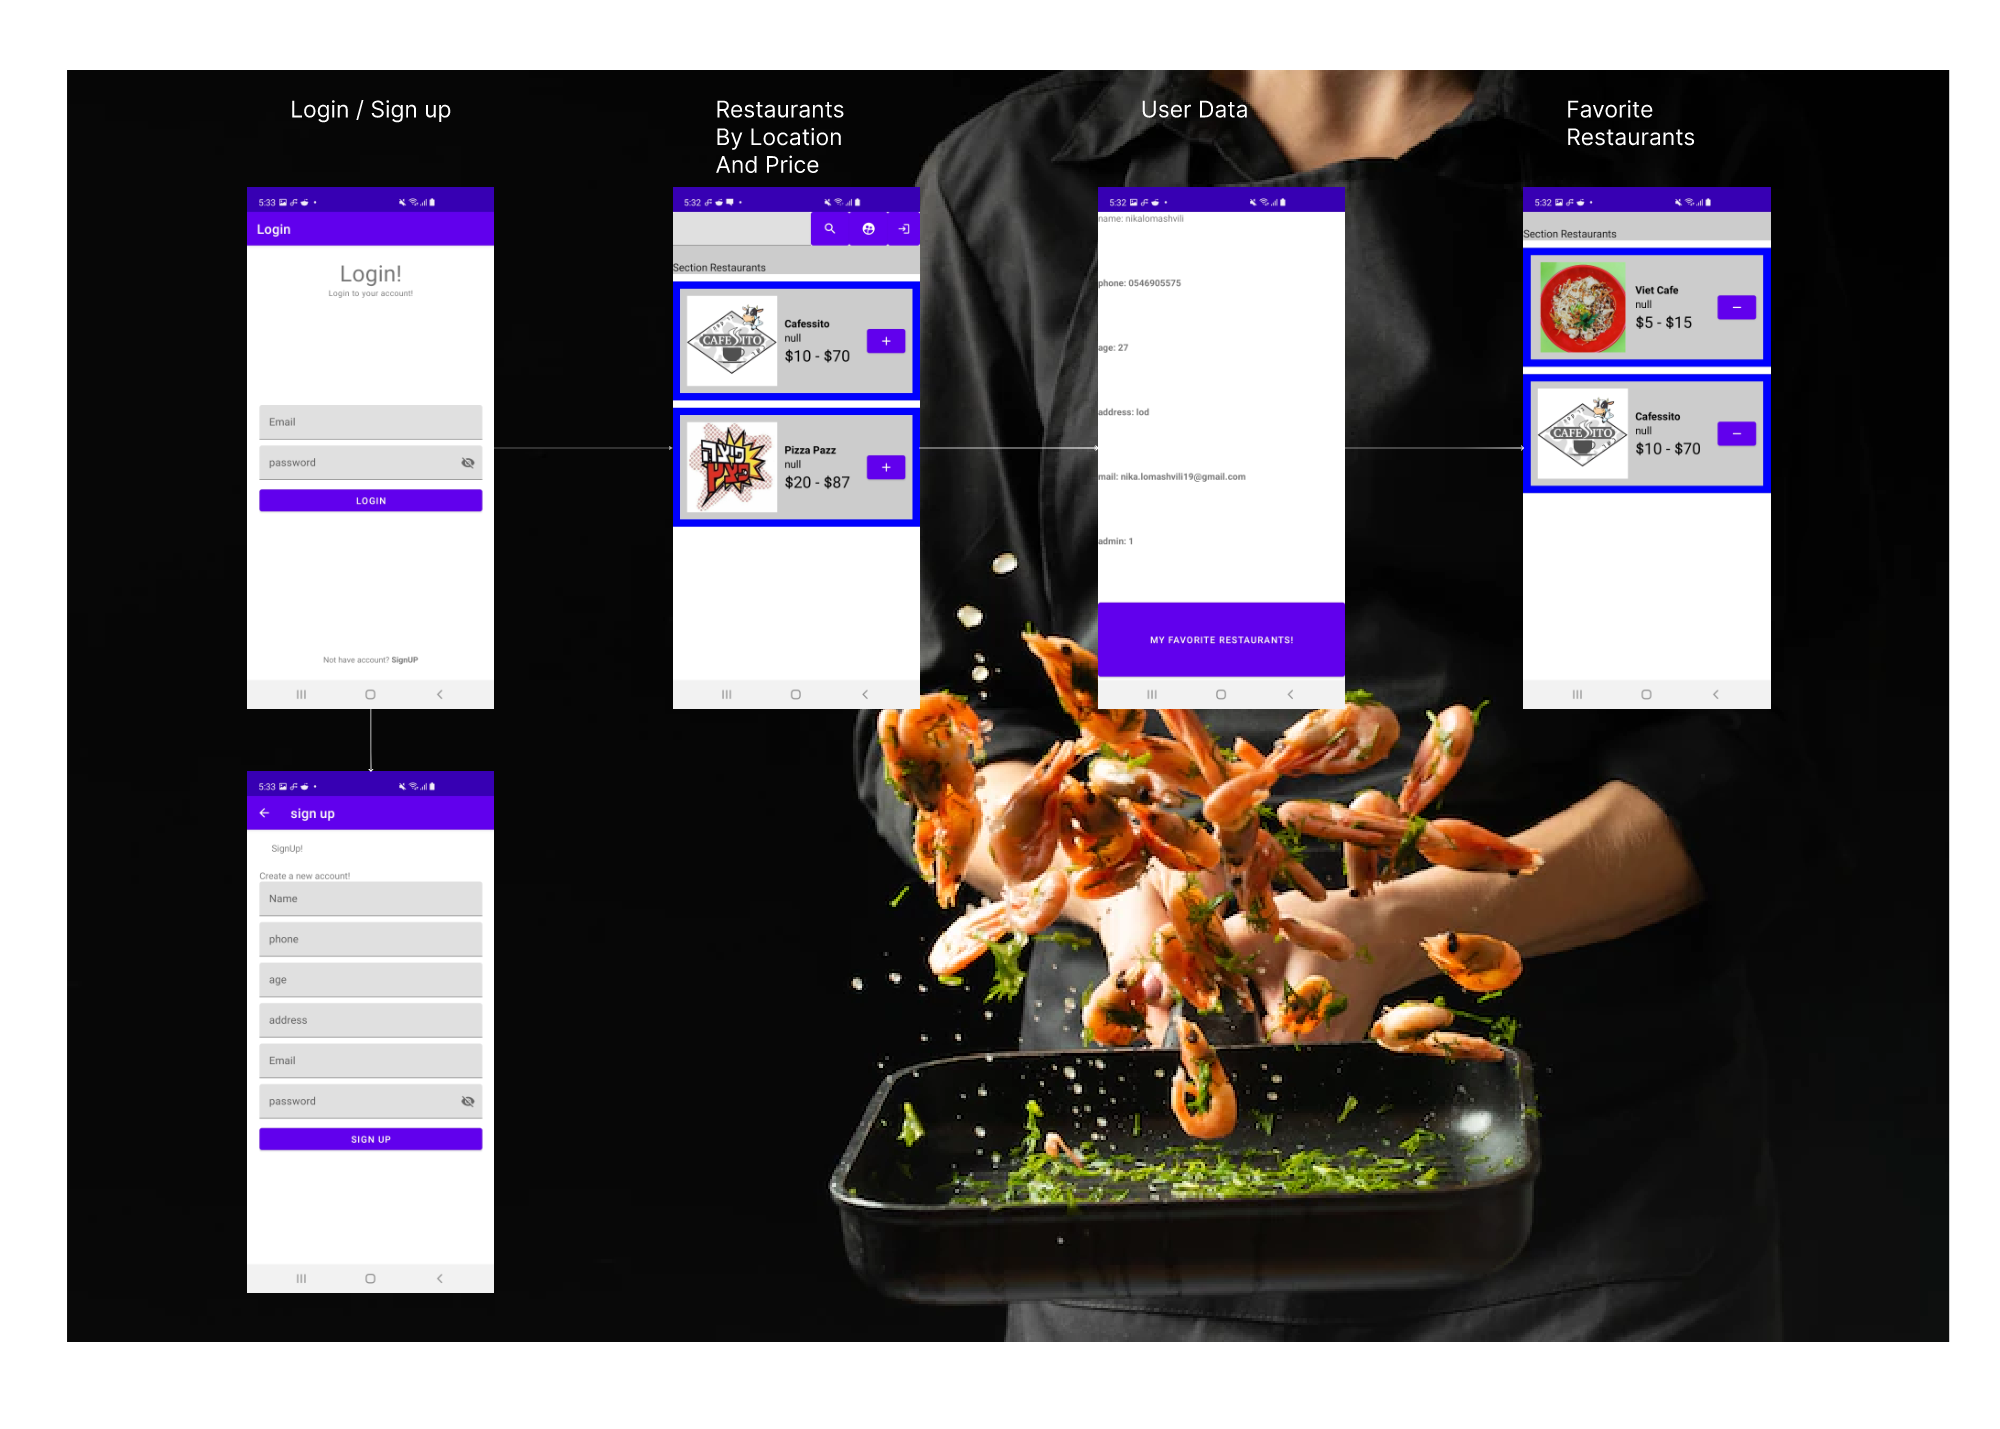 Login / Sign up
5:33
Login
Login!
Login to your account!
Email
password
LOGIN
Not have account? SignUP
5:33
sign up
SignUp!
Create a new account!
Name
phone
age
address
Email
password
SIGN UP
Restaurants
By Location
And Price
5:32
Section Restaurants
CAFESSITO
Cafessito
null
$10 - $70
+
פיצה
פצץ
Pizza Pazz
null
$20 - $87
+
User Data
5:32
name: nikalomashvili
phone: 0546905575
age: 27
address: lod
mail: nika.lomashvili19@gmail.com
admin: 1
MY FAVORITE RESTAURANTS!
Favorite
Restaurants
5:32
Section Restaurants
Viet Cafe
null
$5 - $15
−
CAFESSITO
Cafessito
null
$10 - $70
−